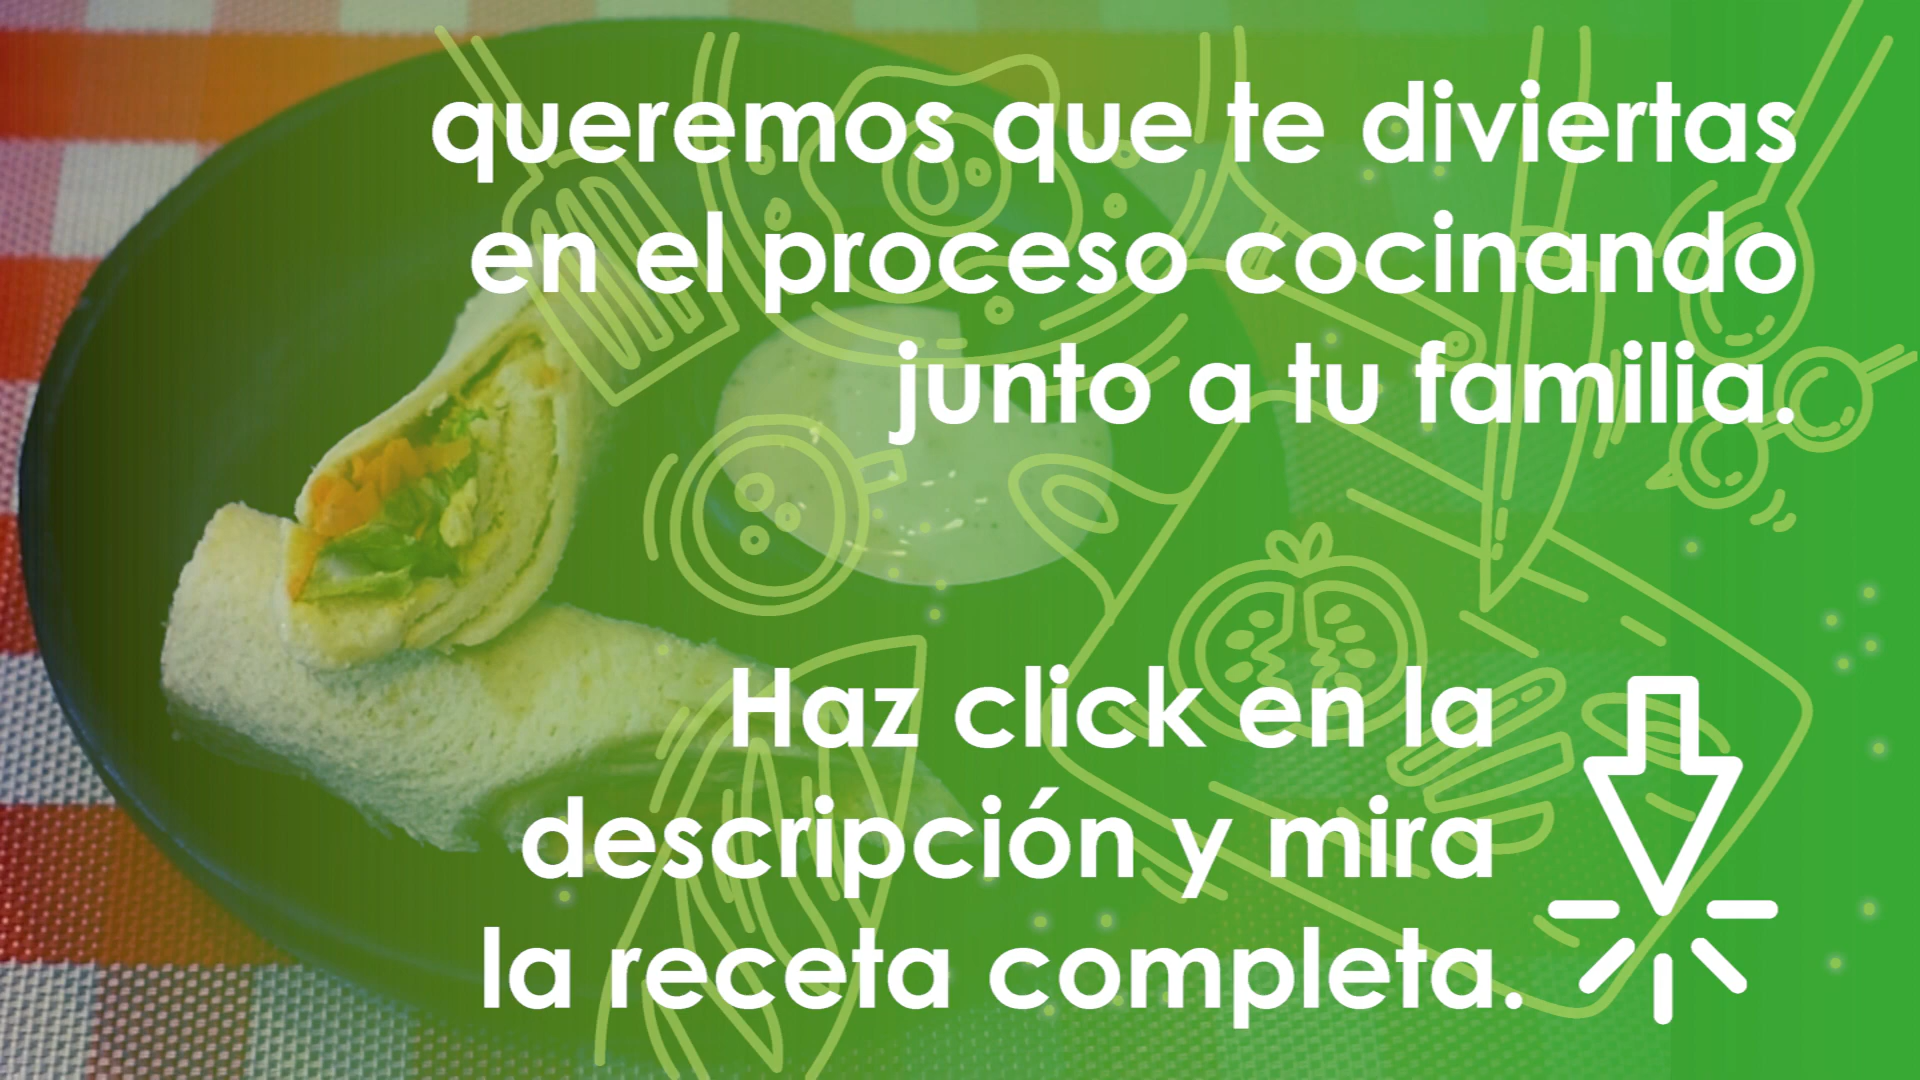 queremos que te diviertas
en el proceso cocinando
junto a tu familia.
Haz click en la
descripción y mira
la receta completa.